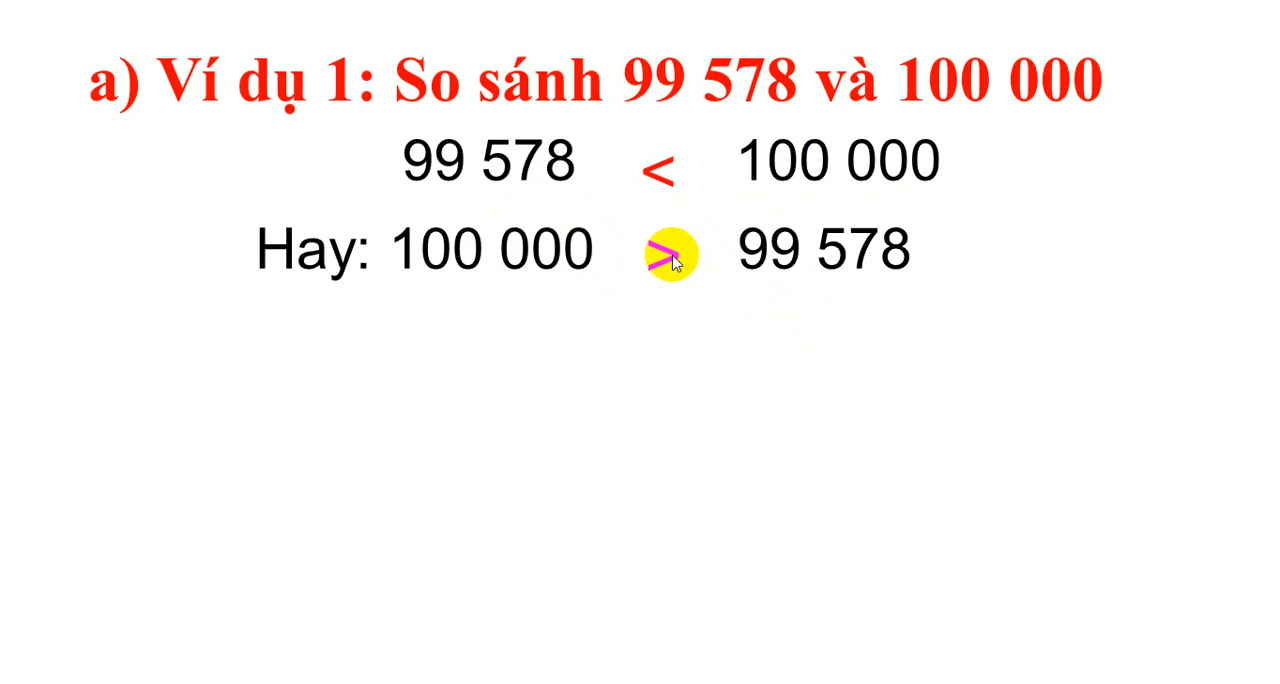 a) Ví dụ 1: So sánh 99 578 và 100 000
99 578 < 100 000
Hay: 100 000 > 99 578